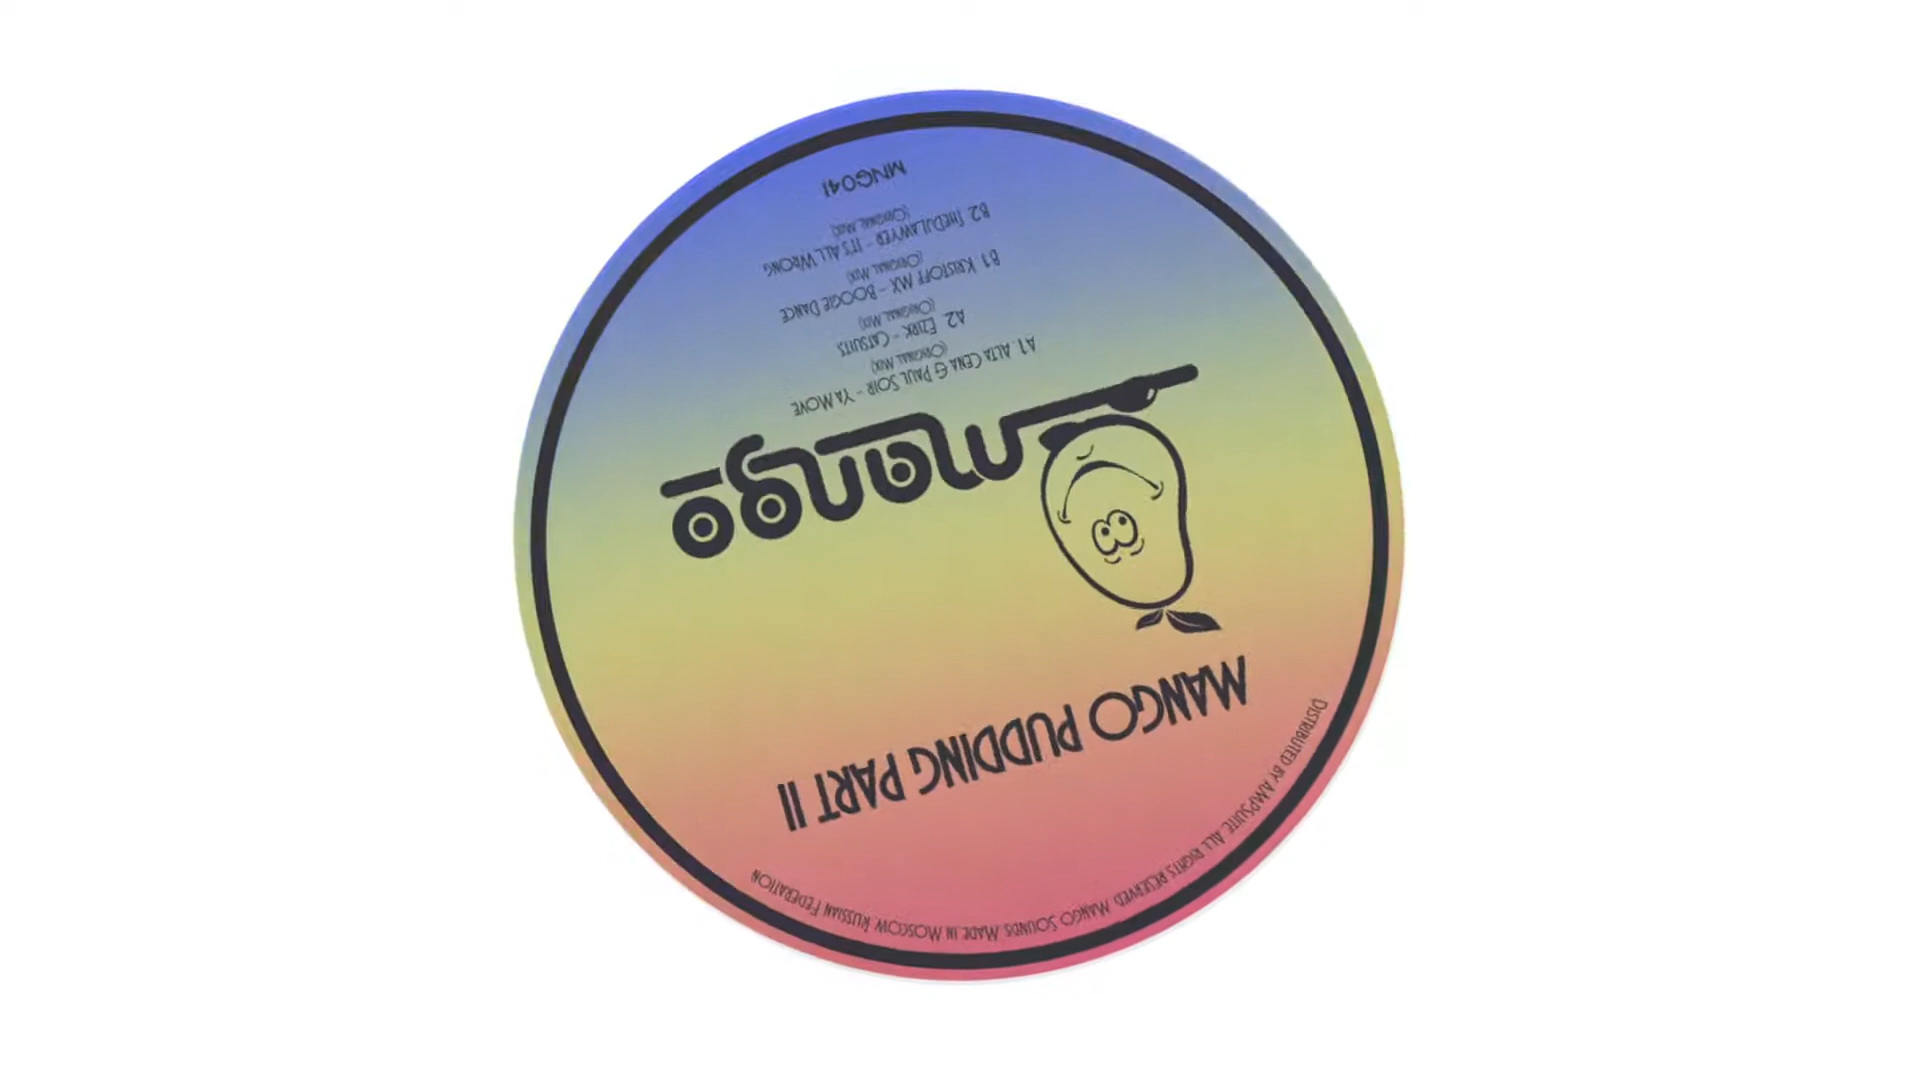 Distributed by AMPSuite. All rights reserved. Mango Sounds. Made in Moscow, Russian Federation
MANGO PUDDING PART II
mango
A1. Alta Cena & Paul Soir - Ya Move
(Original Mix)
A2. Ezirk - Catsuits
(Original Mix)
B1. Kristoff MX - Boogie Dance
(Original Mix)
B2. TheDJLawyer - It's All Wrong
(Original Mix)
MNG041